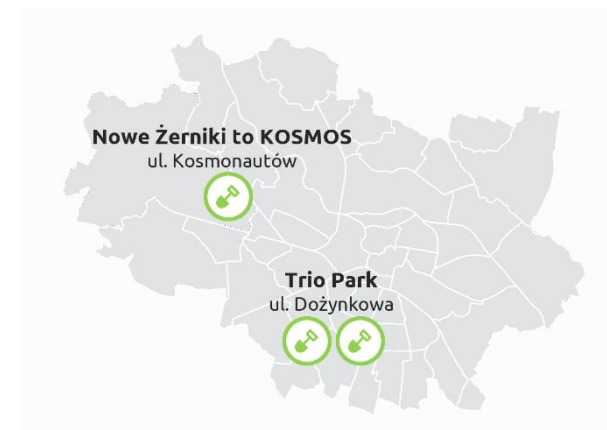 Nowe Żerniki to KOSMOS
ul. Kosmonautów
Trio Park
ul. Dożynkowa